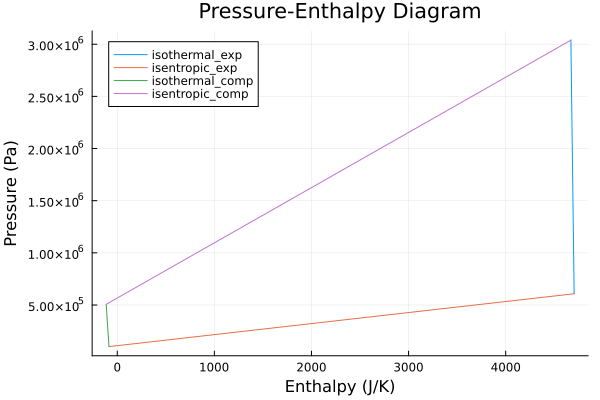 Pressure-Enthalpy Diagram
isothermal_exp
isentropic_exp
isothermal_comp
isentropic_comp
3.00×10⁶
2.50×10⁶
2.00×10⁶
1.50×10⁶
1.00×10⁶
5.00×10⁵
Pressure (Pa)
0 1000 2000 3000 4000
Enthalpy (J/K)